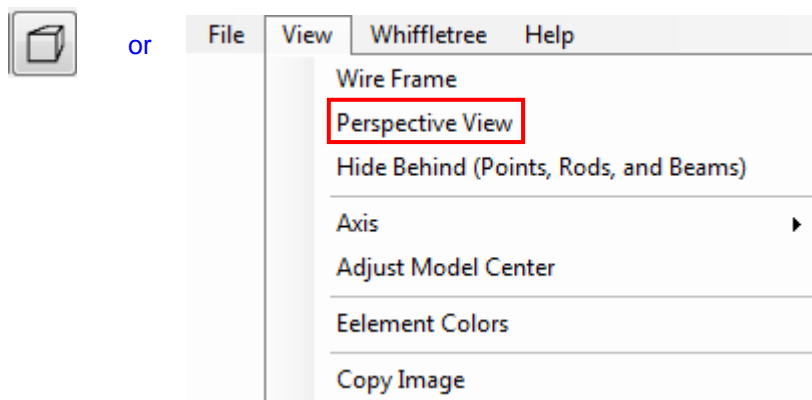 or
File View Whiffletree Help
Wire Frame
Perspective View
Hide Behind (Points, Rods, and Beams)
Axis
Adjust Model Center
Eelement Colors
Copy Image